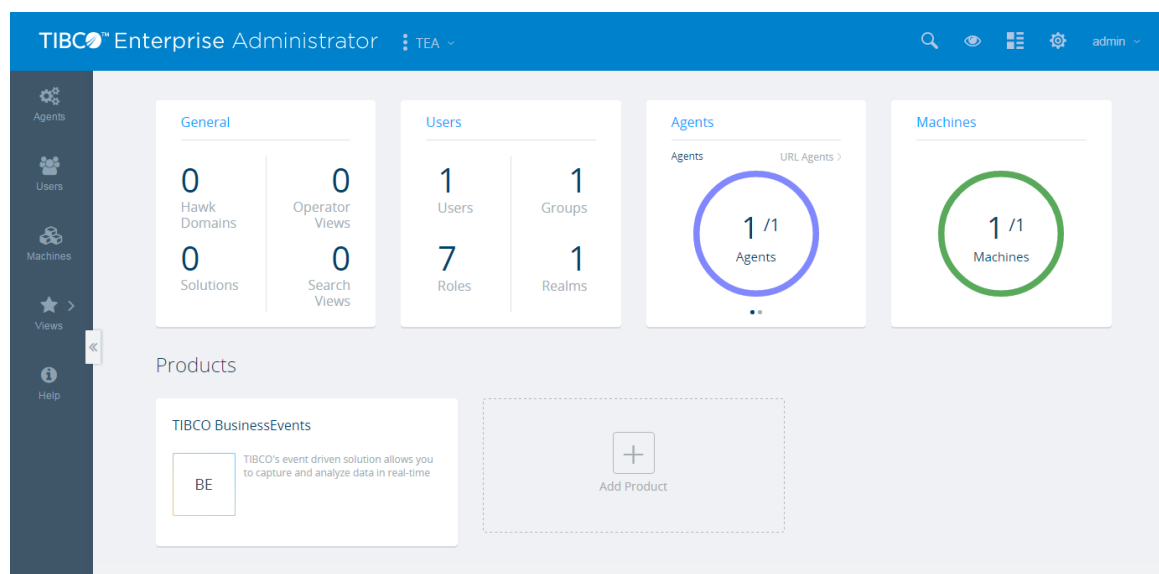 TIBCO™ Enterprise Administrator
TEA
admin
Agents
Users
Machines
Views
Help
General
0
Hawk
Domains
0
Operator
Views
0
Solutions
0
Search
Views
Users
1
Users
1
Groups
7
Roles
1
Realms
Agents
Agents
URL Agents >
1 /1
Agents
Machines
1 /1
Machines
Products
TIBCO BusinessEvents
BE
TIBCO's event driven solution allows you
to capture and analyze data in real-time
Add Product